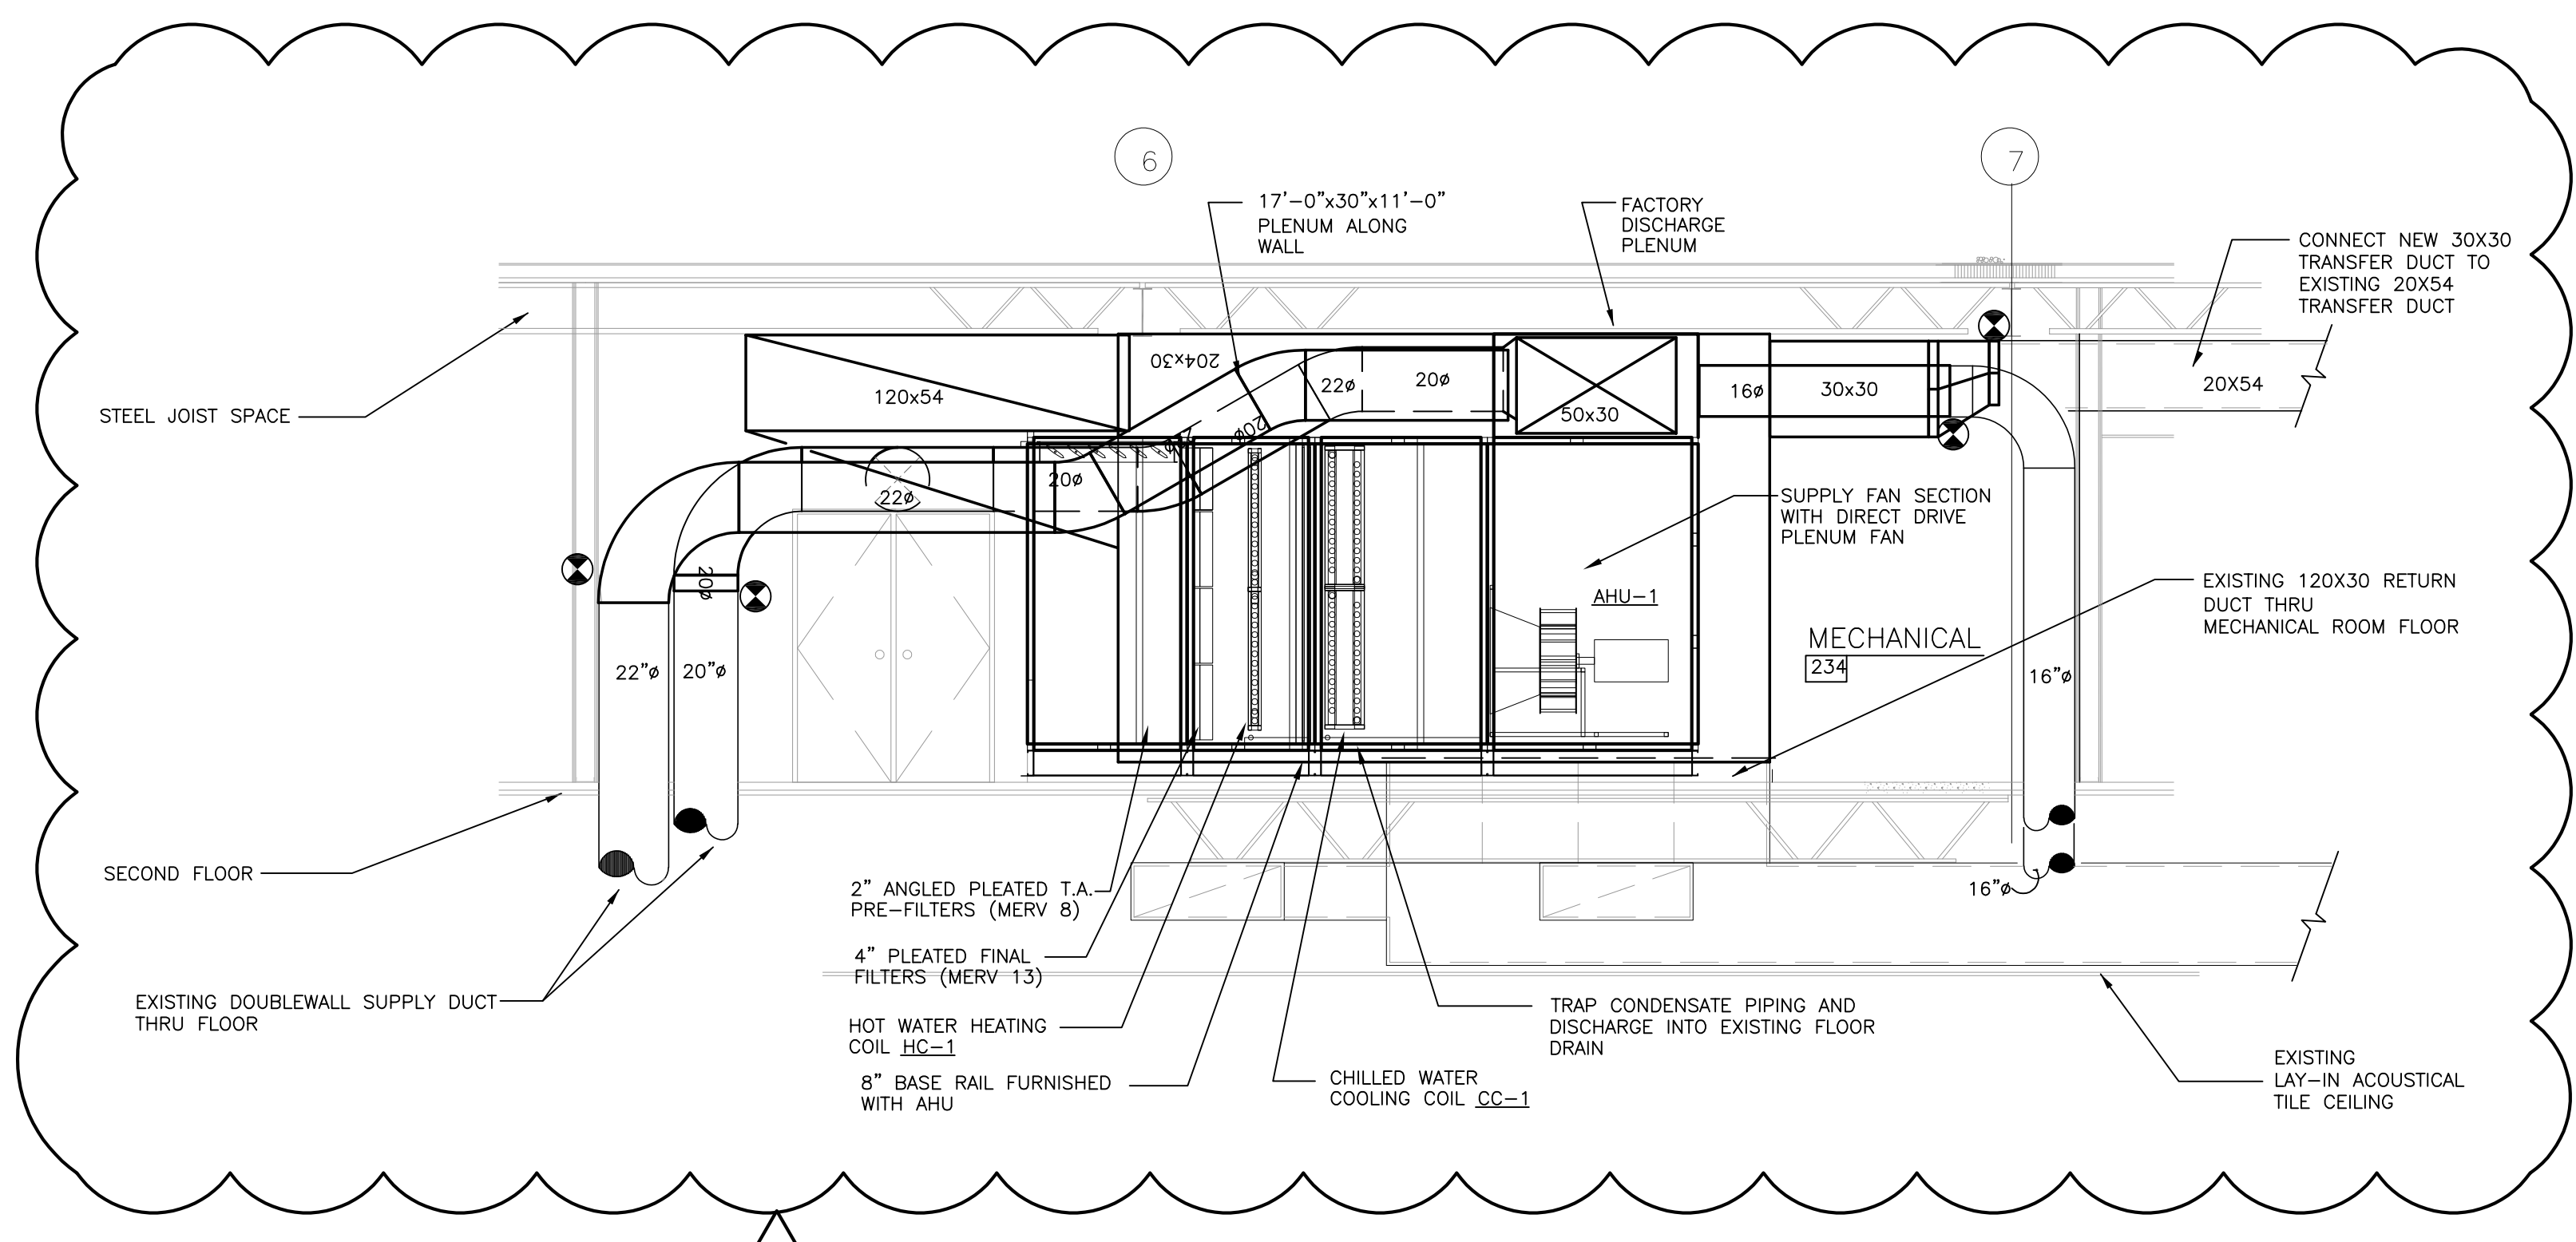 6
7
17'-0"x30"x11'-0"
PLENUM ALONG
WALL
FACTORY
DISCHARGE
PLENUM
CONNECT NEW 30X30
TRANSFER DUCT TO
EXISTING 20X54
TRANSFER DUCT
STEEL JOIST SPACE
120x54
204x30
22ø
20ø
50x30
16ø
30x30
20X54
20ø
20ø
22ø
20ø
SUPPLY FAN SECTION
WITH DIRECT DRIVE
PLENUM FAN
AHU-1
EXISTING 120X30 RETURN
DUCT THRU
MECHANICAL ROOM FLOOR
MECHANICAL
234
22"ø
20"ø
16"ø
SECOND FLOOR
2" ANGLED PLEATED T.A.
PRE-FILTERS (MERV 8)
16"ø
4" PLEATED FINAL
FILTERS (MERV 13)
EXISTING DOUBLEWALL SUPPLY DUCT
THRU FLOOR
HOT WATER HEATING
COIL HC-1
8" BASE RAIL FURNISHED
WITH AHU
TRAP CONDENSATE PIPING AND
DISCHARGE INTO EXISTING FLOOR
DRAIN
CHILLED WATER
COOLING COIL CC-1
EXISTING
LAY-IN ACOUSTICAL
TILE CEILING